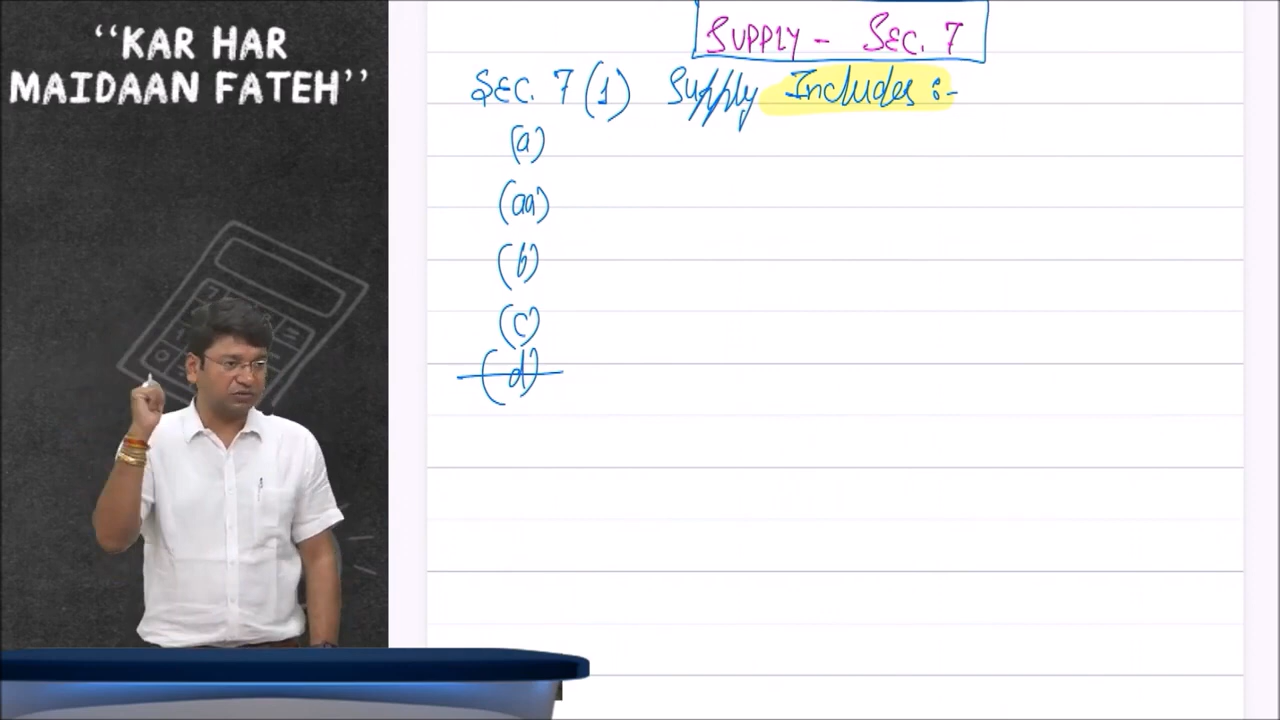 “KAR HAR
MAIDAAN FATEH”
SUPPLY - SEC. 7
SEC. 7 (1) Supply Includes :-
(a)
(aa)
(b)
(c)
(d)